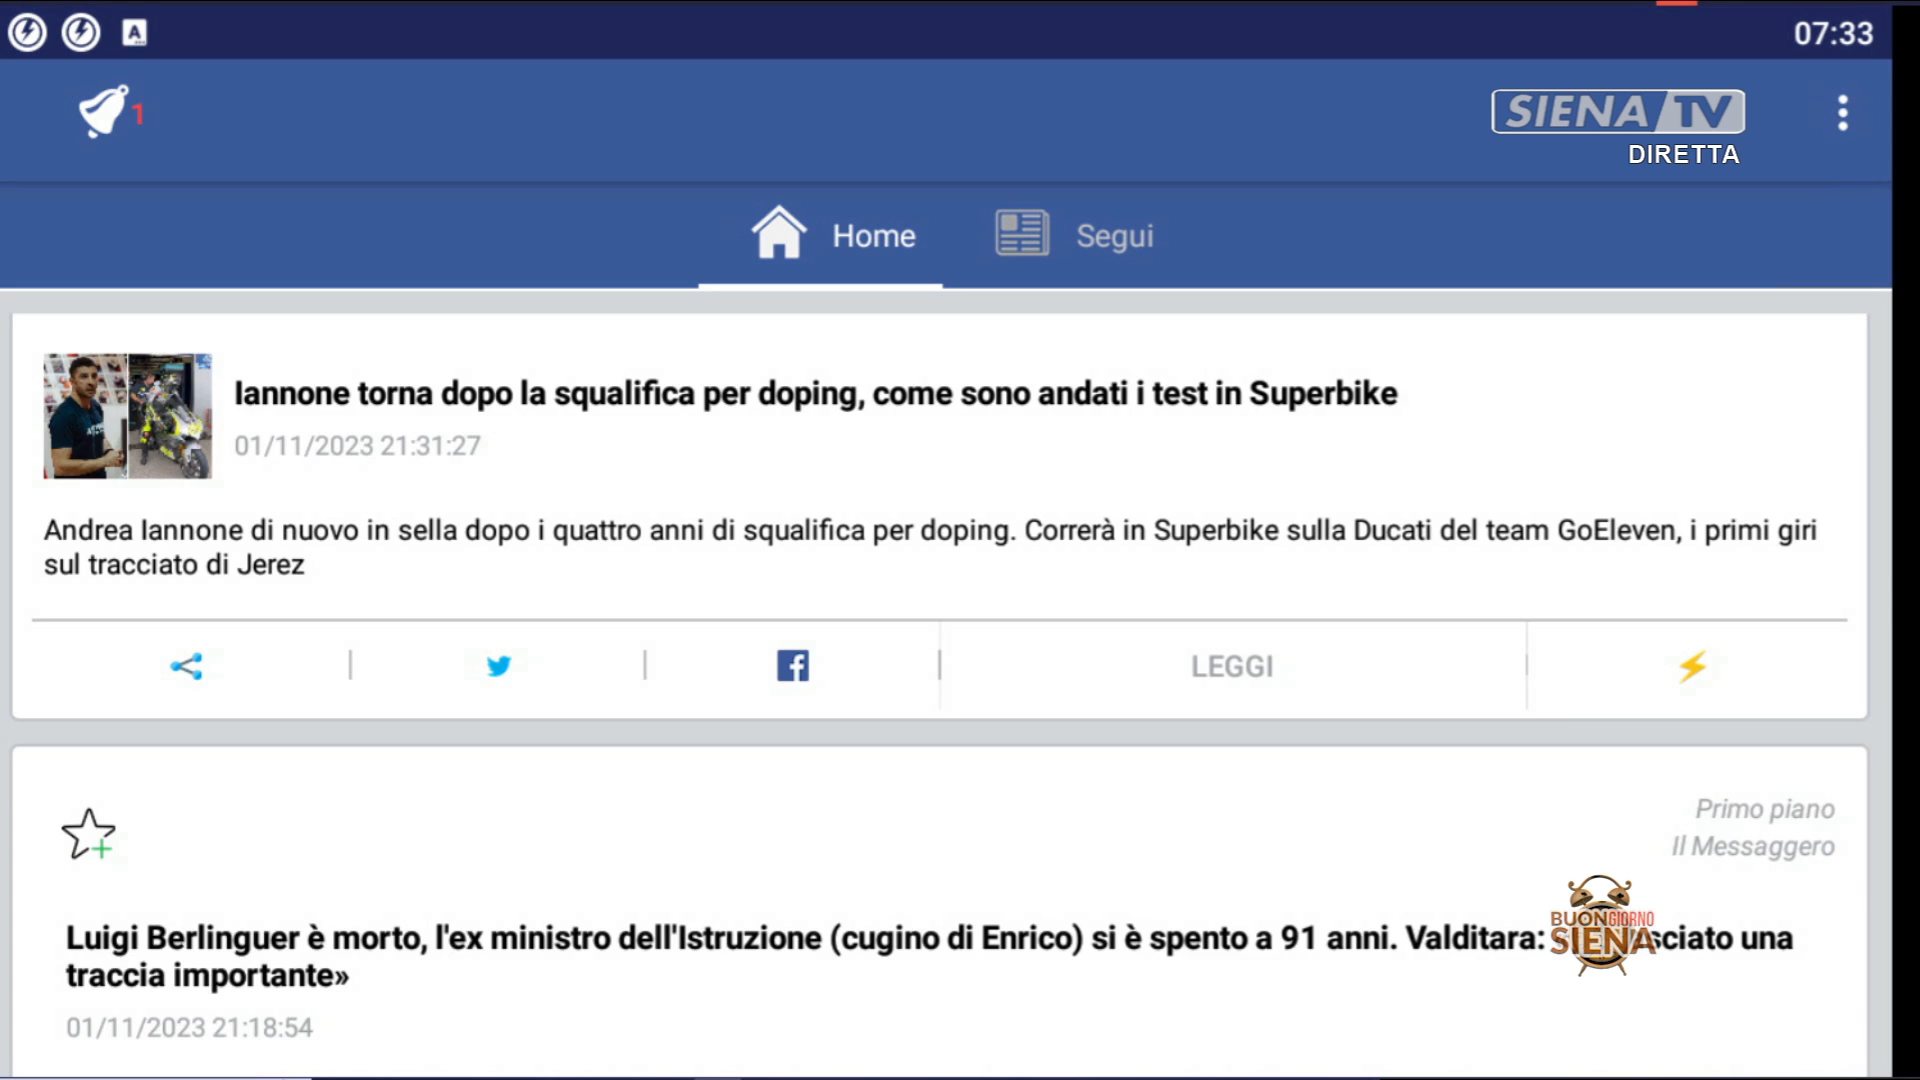 07:33
1
SIENA TV
DIRETTA
Home
Segui
Iannone torna dopo la squalifica per doping, come sono andati i test in Superbike
01/11/2023 21:31:27
Andrea Iannone di nuovo in sella dopo i quattro anni di squalifica per doping. Correrà in Superbike sulla Ducati del team GoEleven, i primi giri
sul tracciato di Jerez
LEGGI
Primo piano
Il Messaggero
Luigi Berlinguer è morto, l'ex ministro dell'Istruzione (cugino di Enrico) si è spento a 91 anni. Valditara: sciato una
traccia importante»
BUONGIORNO
SIENA
01/11/2023 21:18:54